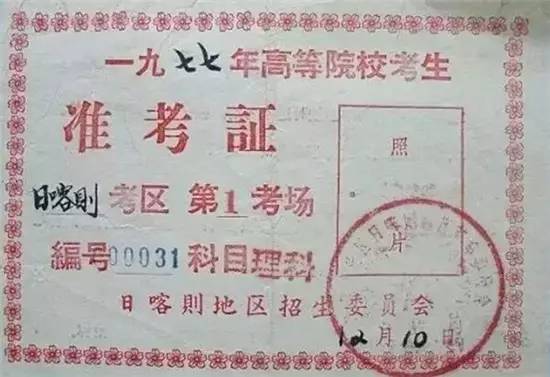 一九七七年高等院校考生
准考証
日喀則考区 第1考场
編号00031科目理科
照
片
日喀則地区招生委員会
12月10日